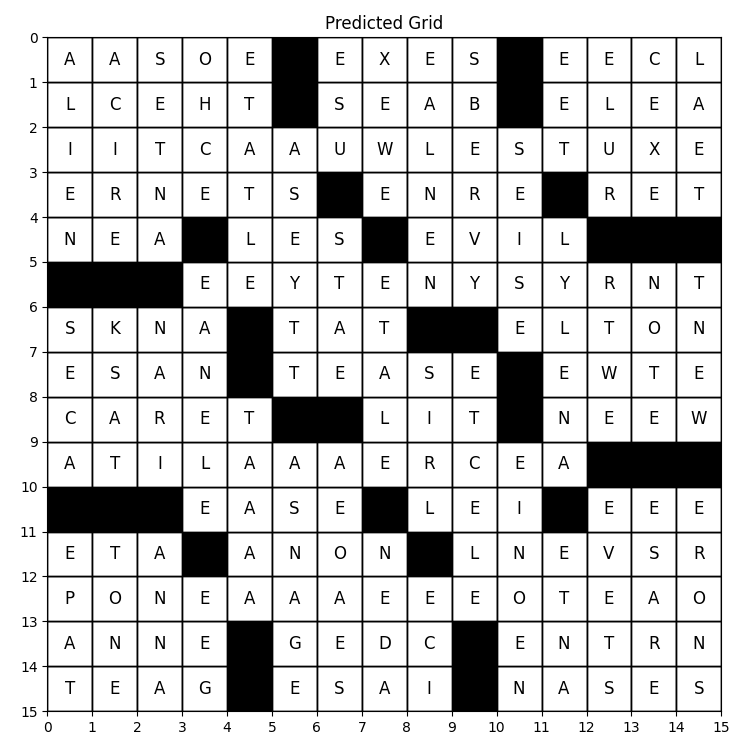 Predicted Grid
0 A A S O E E X E S E E C L
1 L C E H T S E A B E L E A
2 I I T C A A U W L E S T U X E
3 E R N E T S E N R E R E T
4 N E A L E S E V I L
5 E E Y T E N Y S Y R N T
6 S K N A T A T E L T O N
7 E S A N T E A S E E W T E
8 C A R E T L I T N E E W
9 A T I L A A A E R C E A
10 E A S E L E I E E E
11 E T A A N O N L N E V S R
12 P O N E A A A E E E O T E A O
13 A N N E G E D C E N T R N
14 T E A G E S A I N A S E S
15
0 1 2 3 4 5 6 7 8 9 10 11 12 13 14 15